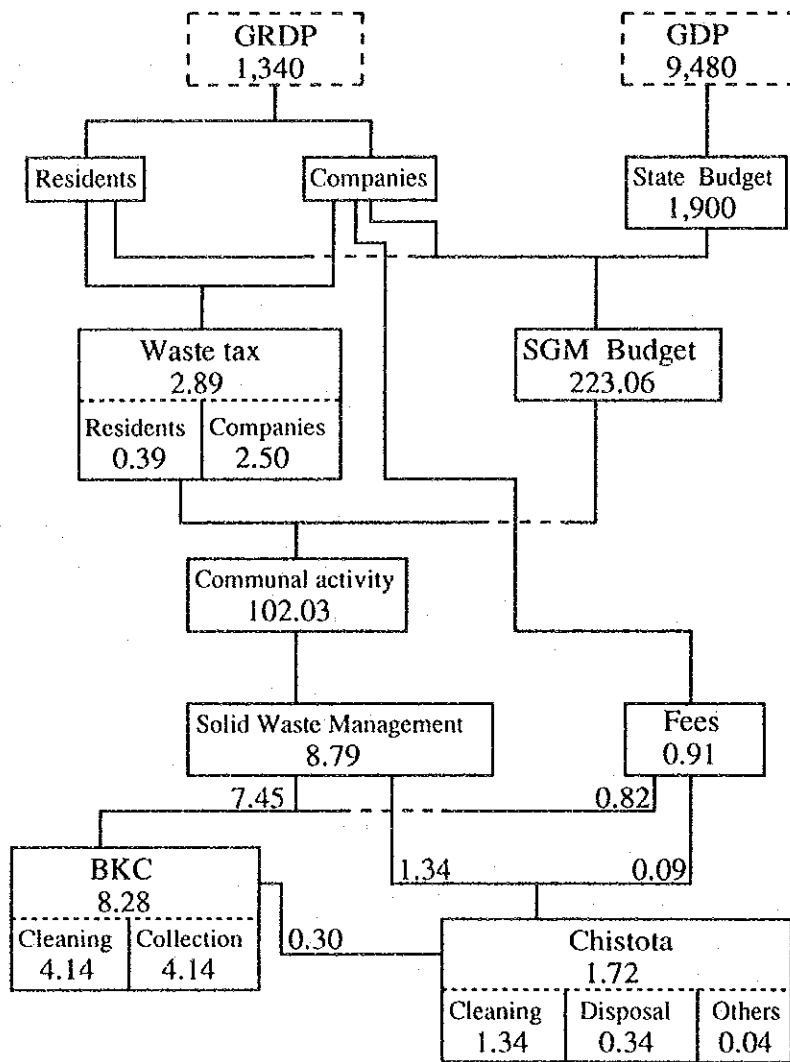 GRDP
1,340
GDP
9,480
Residents
Companies
State Budget
1,900
Waste tax
2.89
Residents
0.39
Companies
2.50
SGM Budget
223.06
Communal activity
102.03
Solid Waste Management
8.79
Fees
0.91
7.45
0.82
1.34
0.09
BKC
8.28
Cleaning
4.14
Collection
4.14
0.30
Chistota
1.72
Cleaning
1.34
Disposal
0.34
Others
0.04